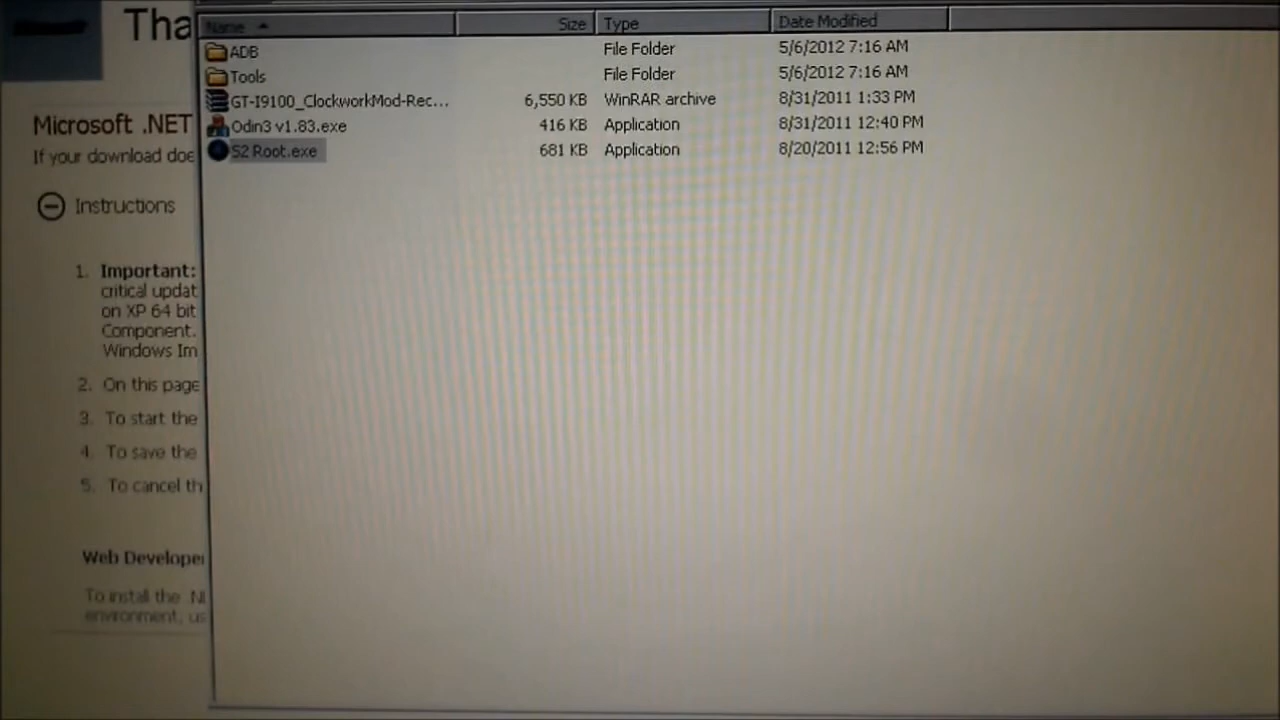 Tha
Microsoft .NET
If your download doe
Instructions
1. Important:
critical updat
on XP 64 bit
Component.
Windows Im
2. On this page
3. To start the
4. To save the
5. To cancel th
Web Developer
To install the .N
environment, us
Name Size Type Date Modified
ADB File Folder 5/6/2012 7:16 AM
Tools File Folder 5/6/2012 7:16 AM
GT-I9100_ClockworkMod-Rec... 6,550 KB WinRAR archive 8/31/2011 1:33 PM
Odin3 v1.83.exe 416 KB Application 8/31/2011 12:40 PM
S2 Root.exe 681 KB Application 8/20/2011 12:56 PM